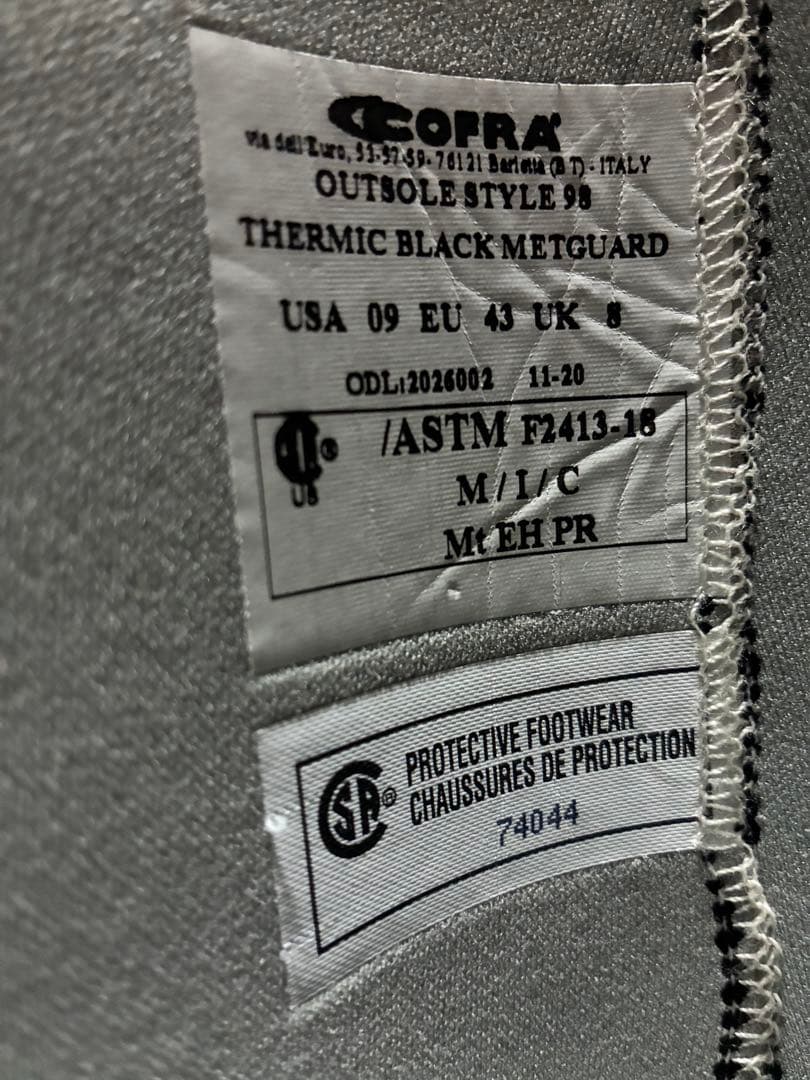 COFRA
via dell'Euro, 53-57-59-76121 Barletta (B T) - ITALY
OUTSOLE STYLE 98
THERMIC BLACK METGUARD
USA 09 EU 43 UK 8
ODL:2026002 11-20
® /ASTM F2413-18
US
M / I / C
Mt EH PR
PROTECTIVE FOOTWEAR
CHAUSSURES DE PROTECTION
SA®
74044